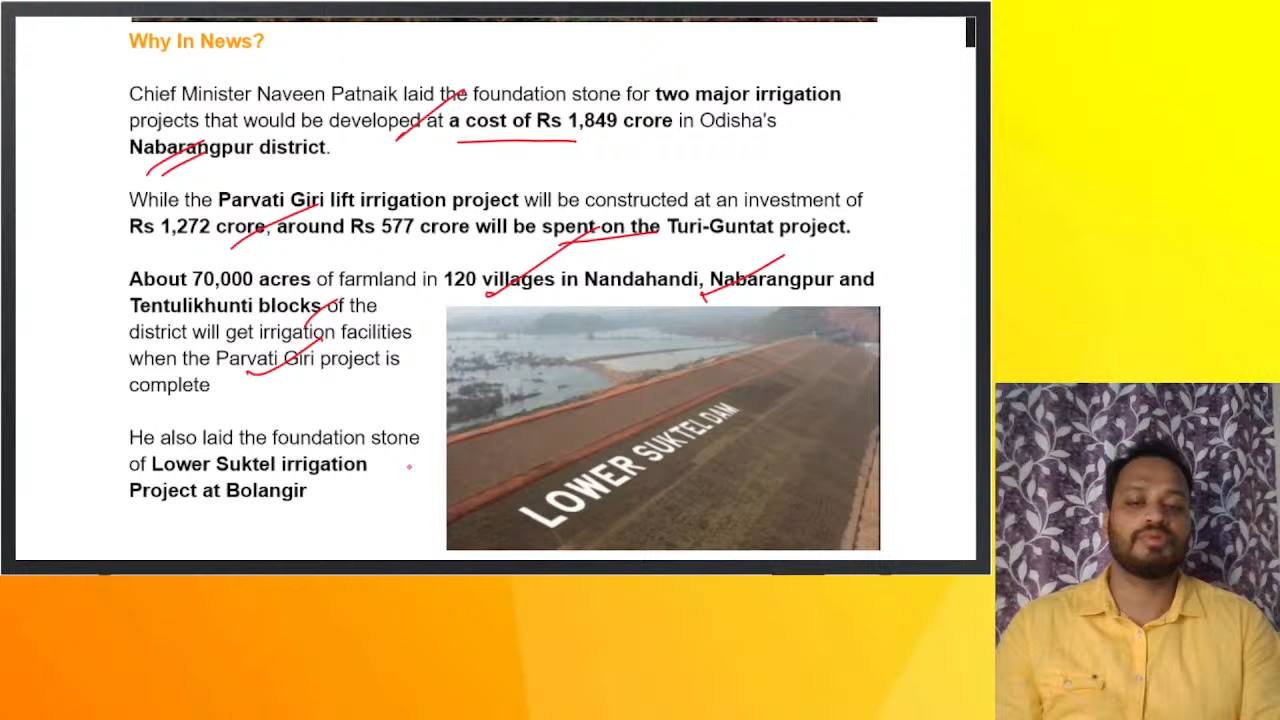 Why In News?
Chief Minister Naveen Patnaik laid the foundation stone for two major irrigation
projects that would be developed at a cost of Rs 1,849 crore in Odisha's
Nabarangpur district.
While the Parvati Giri lift irrigation project will be constructed at an investment of
Rs 1,272 crore, around Rs 577 crore will be spent on the Turi-Guntat project.
About 70,000 acres of farmland in 120 villages in Nandahandi, Nabarangpur and
Tentulikhunti blocks of the
district will get irrigation facilities
when the Parvati Giri project is
complete
He also laid the foundation stone
of Lower Suktel irrigation
Project at Bolangir
LOWER SUKTEL DAM